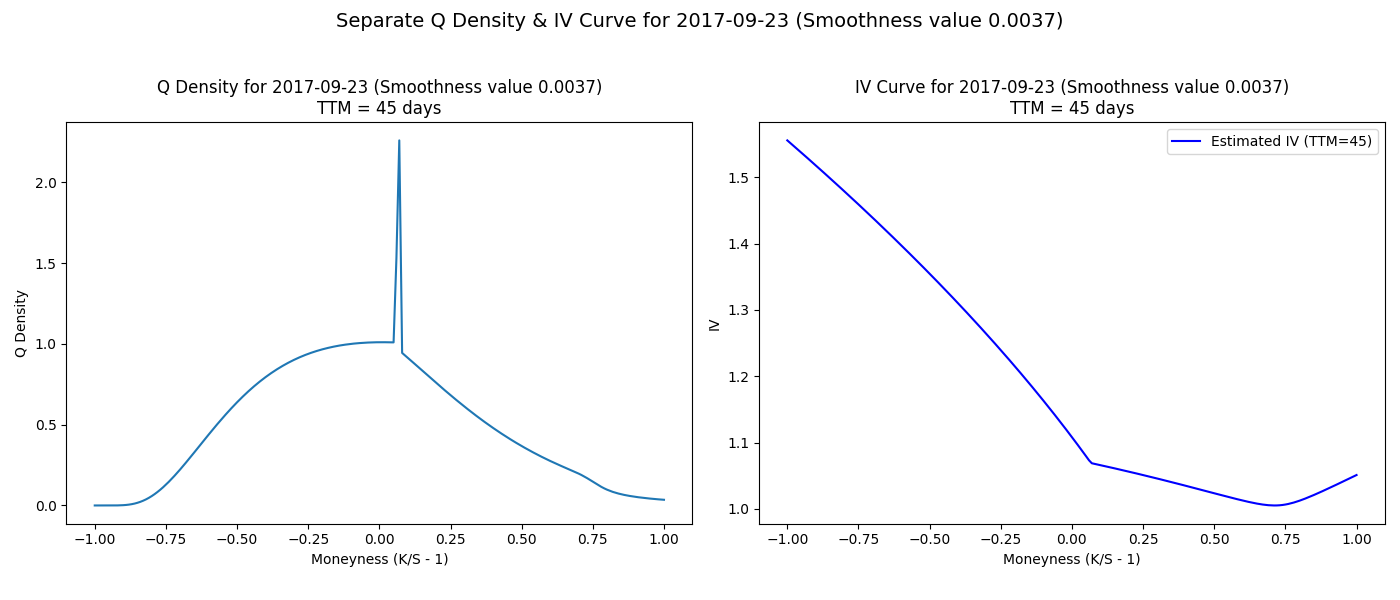 Separate Q Density & IV Curve for 2017-09-23 (Smoothness value 0.0037)
Q Density for 2017-09-23 (Smoothness value 0.0037)
TTM = 45 days
Q Density
2.0
1.5
1.0
0.5
0.0
−1.00 −0.75 −0.50 −0.25 0.00 0.25 0.50 0.75 1.00
Moneyness (K/S - 1)
IV Curve for 2017-09-23 (Smoothness value 0.0037)
TTM = 45 days
Estimated IV (TTM=45)
IV
1.5
1.4
1.3
1.2
1.1
1.0
−1.00 −0.75 −0.50 −0.25 0.00 0.25 0.50 0.75 1.00
Moneyness (K/S - 1)